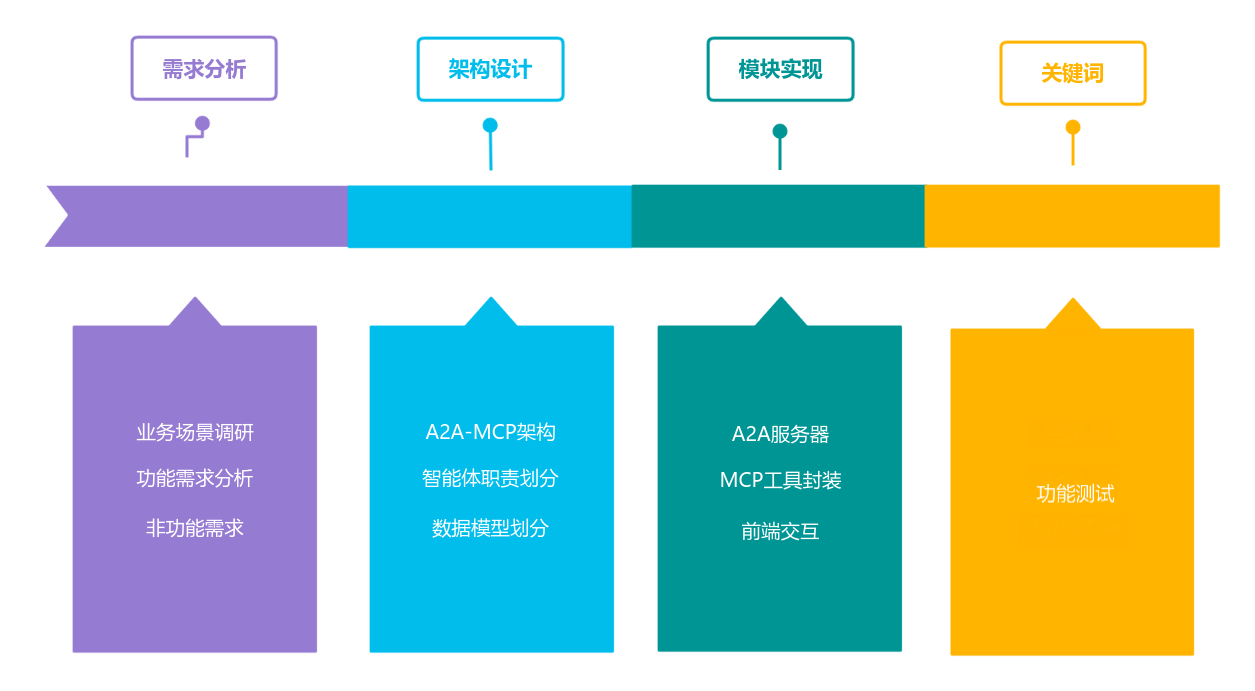 需求分析
架构设计
模块实现
关键词
业务场景调研
功能需求分析
非功能需求
A2A-MCP架构
智能体职责划分
数据模型划分
A2A服务器
MCP工具封装
前端交互
功能测试